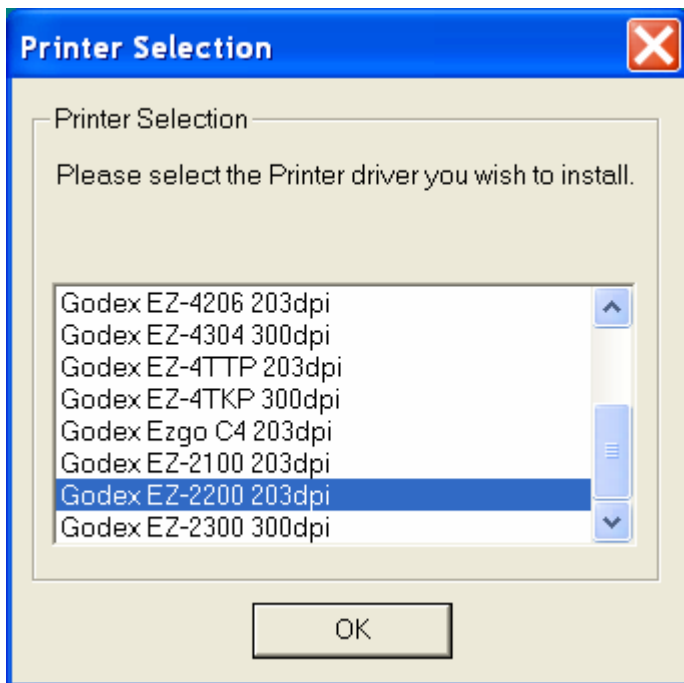 Printer Selection
Printer Selection
Please select the Printer driver you wish to install.
Godex EZ-4206 203dpi
Godex EZ-4304 300dpi
Godex EZ-4TTP 203dpi
Godex EZ-4TKP 300dpi
Godex Ezgo C4 203dpi
Godex EZ-2100 203dpi
Godex EZ-2200 203dpi
Godex EZ-2300 300dpi
OK